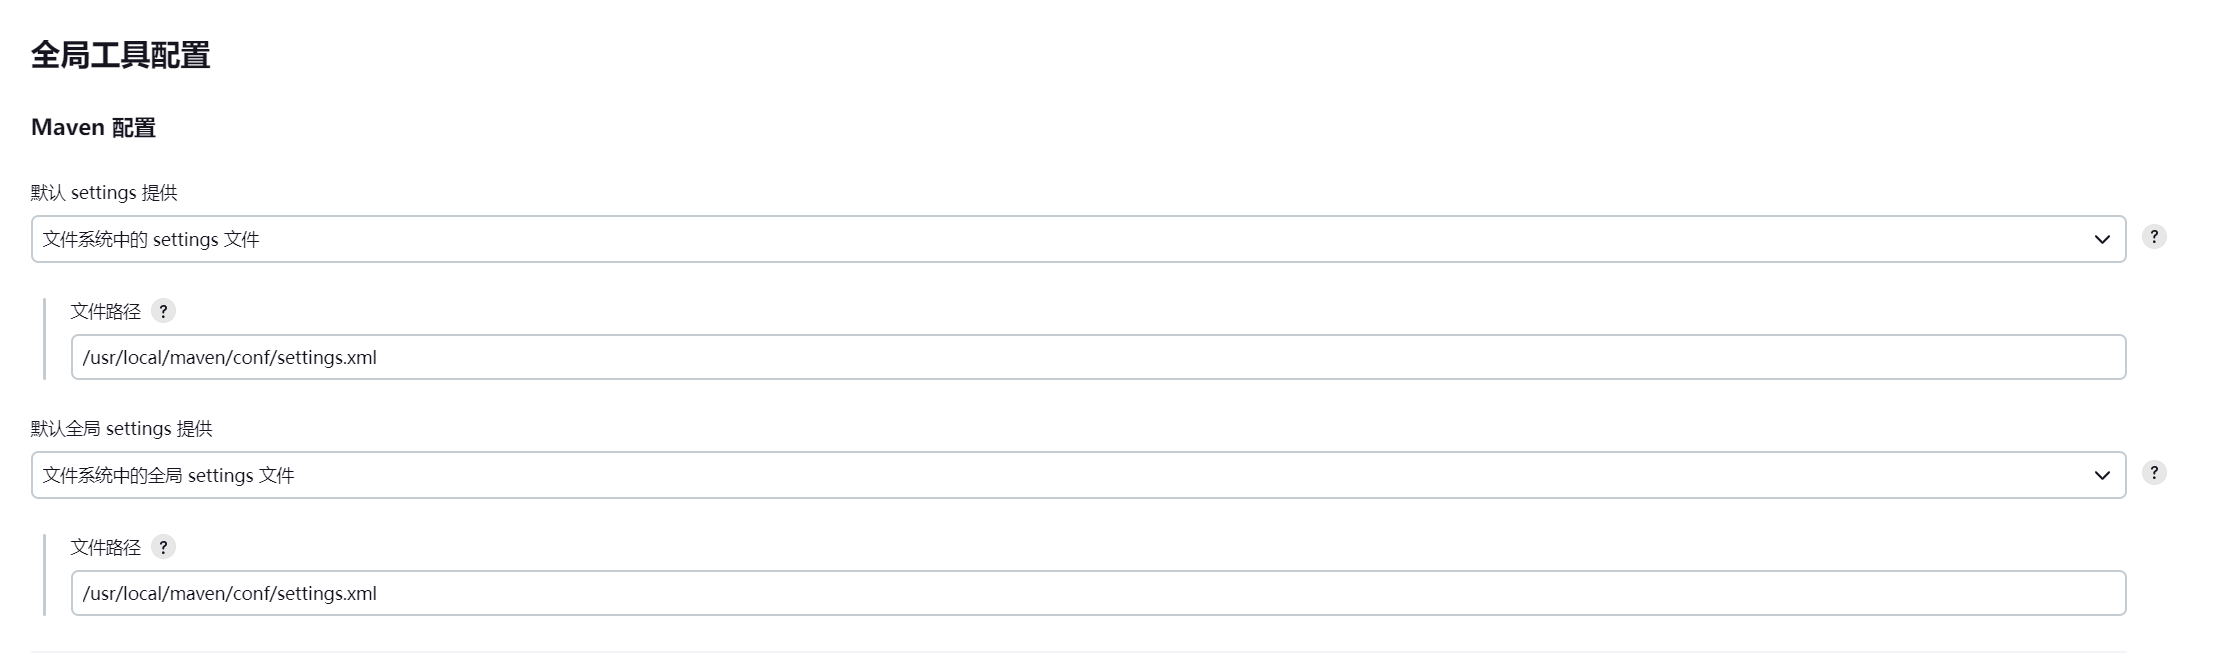 全局工具配置
Maven 配置
默认 settings 提供
文件系统中的 settings 文件
?
文件路径 ?
/usr/local/maven/conf/settings.xml
默认全局 settings 提供
文件系统中的全局 settings 文件
?
文件路径 ?
/usr/local/maven/conf/settings.xml